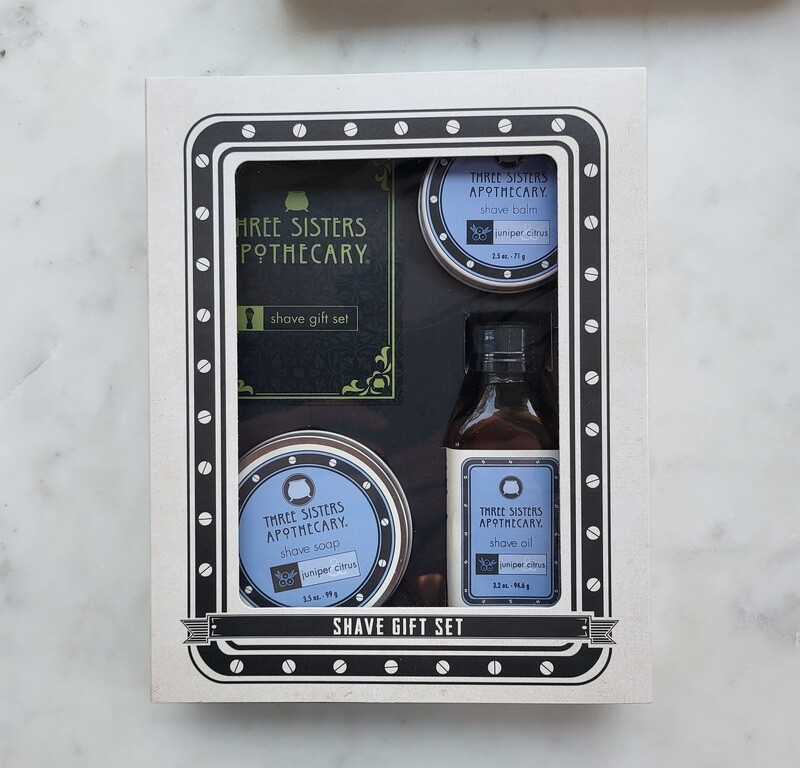 THREE SISTERS
APOTHECARY.
shave balm
juniper citrus
2.5 oz. - 71 g
HREE SISTERS
POTHECARY.
shave gift set
THREE SISTERS
APOTHECARY.
shave soap
juniper citrus
3.5 oz. - 99 g
THREE SISTERS
APOTHECARY.
shave oil
juniper citrus
3.2 oz. - 94.6 g
SHAVE GIFT SET